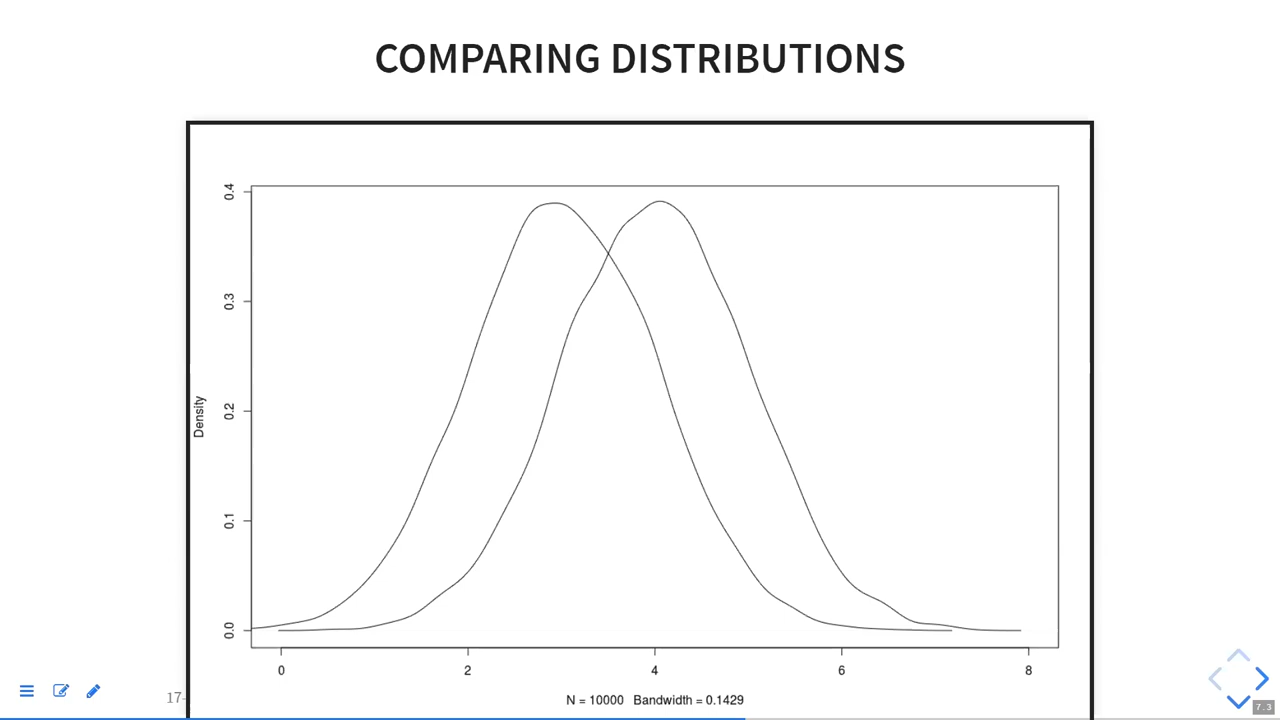 COMPARING DISTRIBUTIONS
0.4
0.3
0.2
0.1
0.0
Density
0 2 4 6 8
N = 10000 Bandwidth = 0.1429
17-
7.3